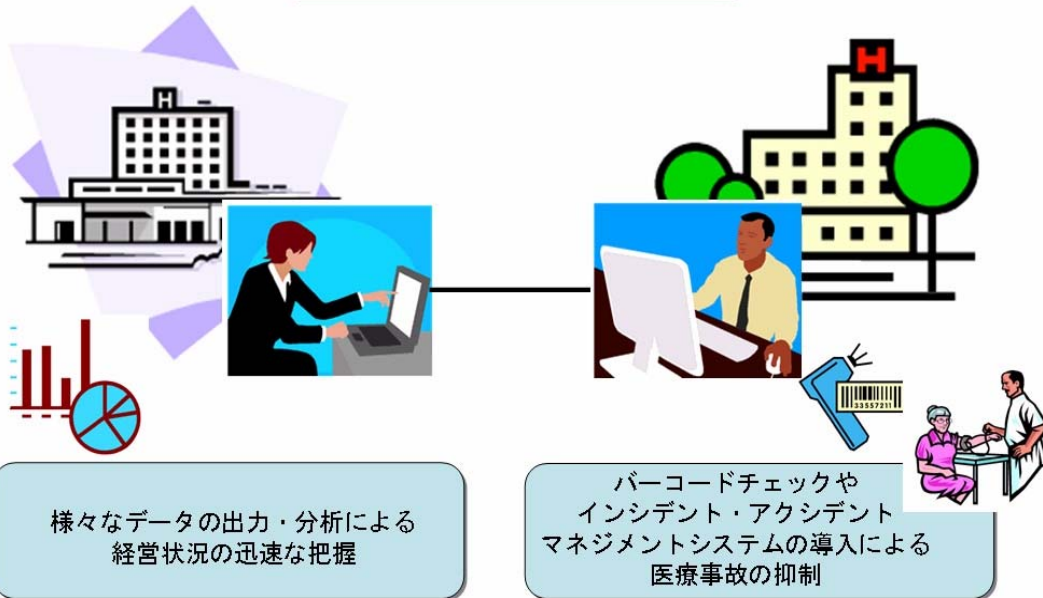 H
H
33557211
様々なデータの出力・分析による
経営状況の迅速な把握
バーコードチェックや
インシデント・アクシデント
マネジメントシステムの導入による
医療事故の抑制